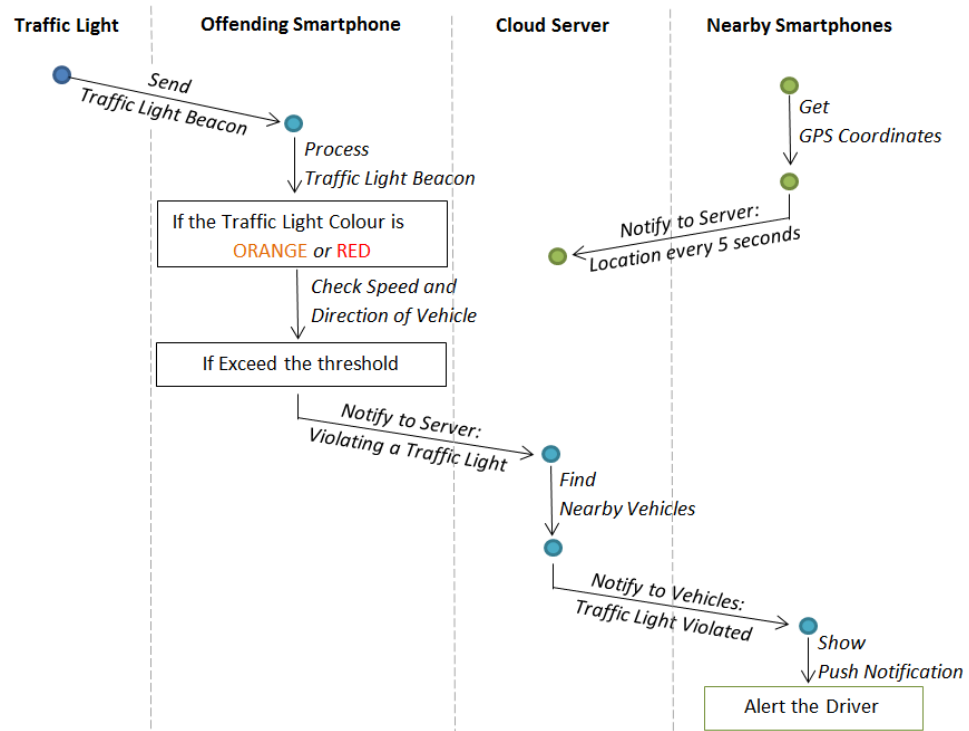 Traffic Light
Offending Smartphone
Cloud Server
Nearby Smartphones
Send
Traffic Light Beacon
Process
Traffic Light Beacon
If the Traffic Light Colour is
ORANGE or RED
Check Speed and
Direction of Vehicle
If Exceed the threshold
Get
GPS Coordinates
Notify to Server:
Location every 5 seconds
Notify to Server:
Violating a Traffic Light
Find
Nearby Vehicles
Notify to Vehicles:
Traffic Light Violated
Show
Push Notification
Alert the Driver